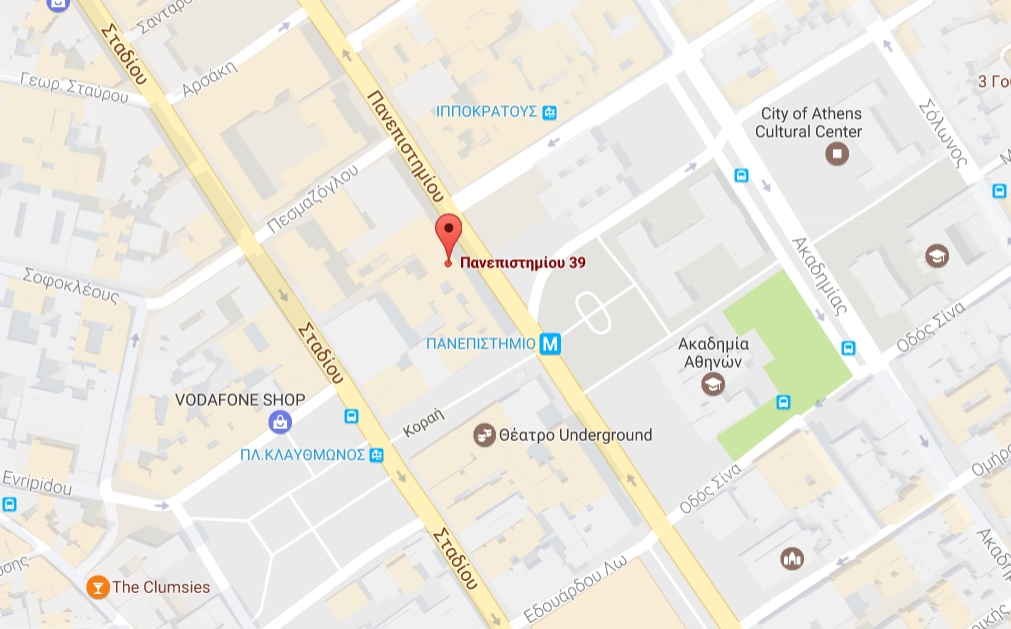 Σταδίου
Γεωρ. Σταύρου
Αρσάκη
Πανεπιστημίου
ΙΠΠΟΚΡΑΤΟΥΣ
City of Athens
Cultural Center
Σόλωνος
Πεσμαζόγλου
Πανεπιστημίου 39
Σοφοκλέους
Ακαδημίας
Οδός Σίνα
Σταδίου
ΠΑΝΕΠΙΣΤΗΜΙΟ M
Ακαδημία
Αθηνών
VODAFONE SHOP
Κοραή
Θέατρο Underground
ΠΛ.ΚΛΑΥΘΜΩΝΟΣ
Evripidou
Οδός Σίνα
Σταδίου
The Clumsies
Εδουάρδου Λω